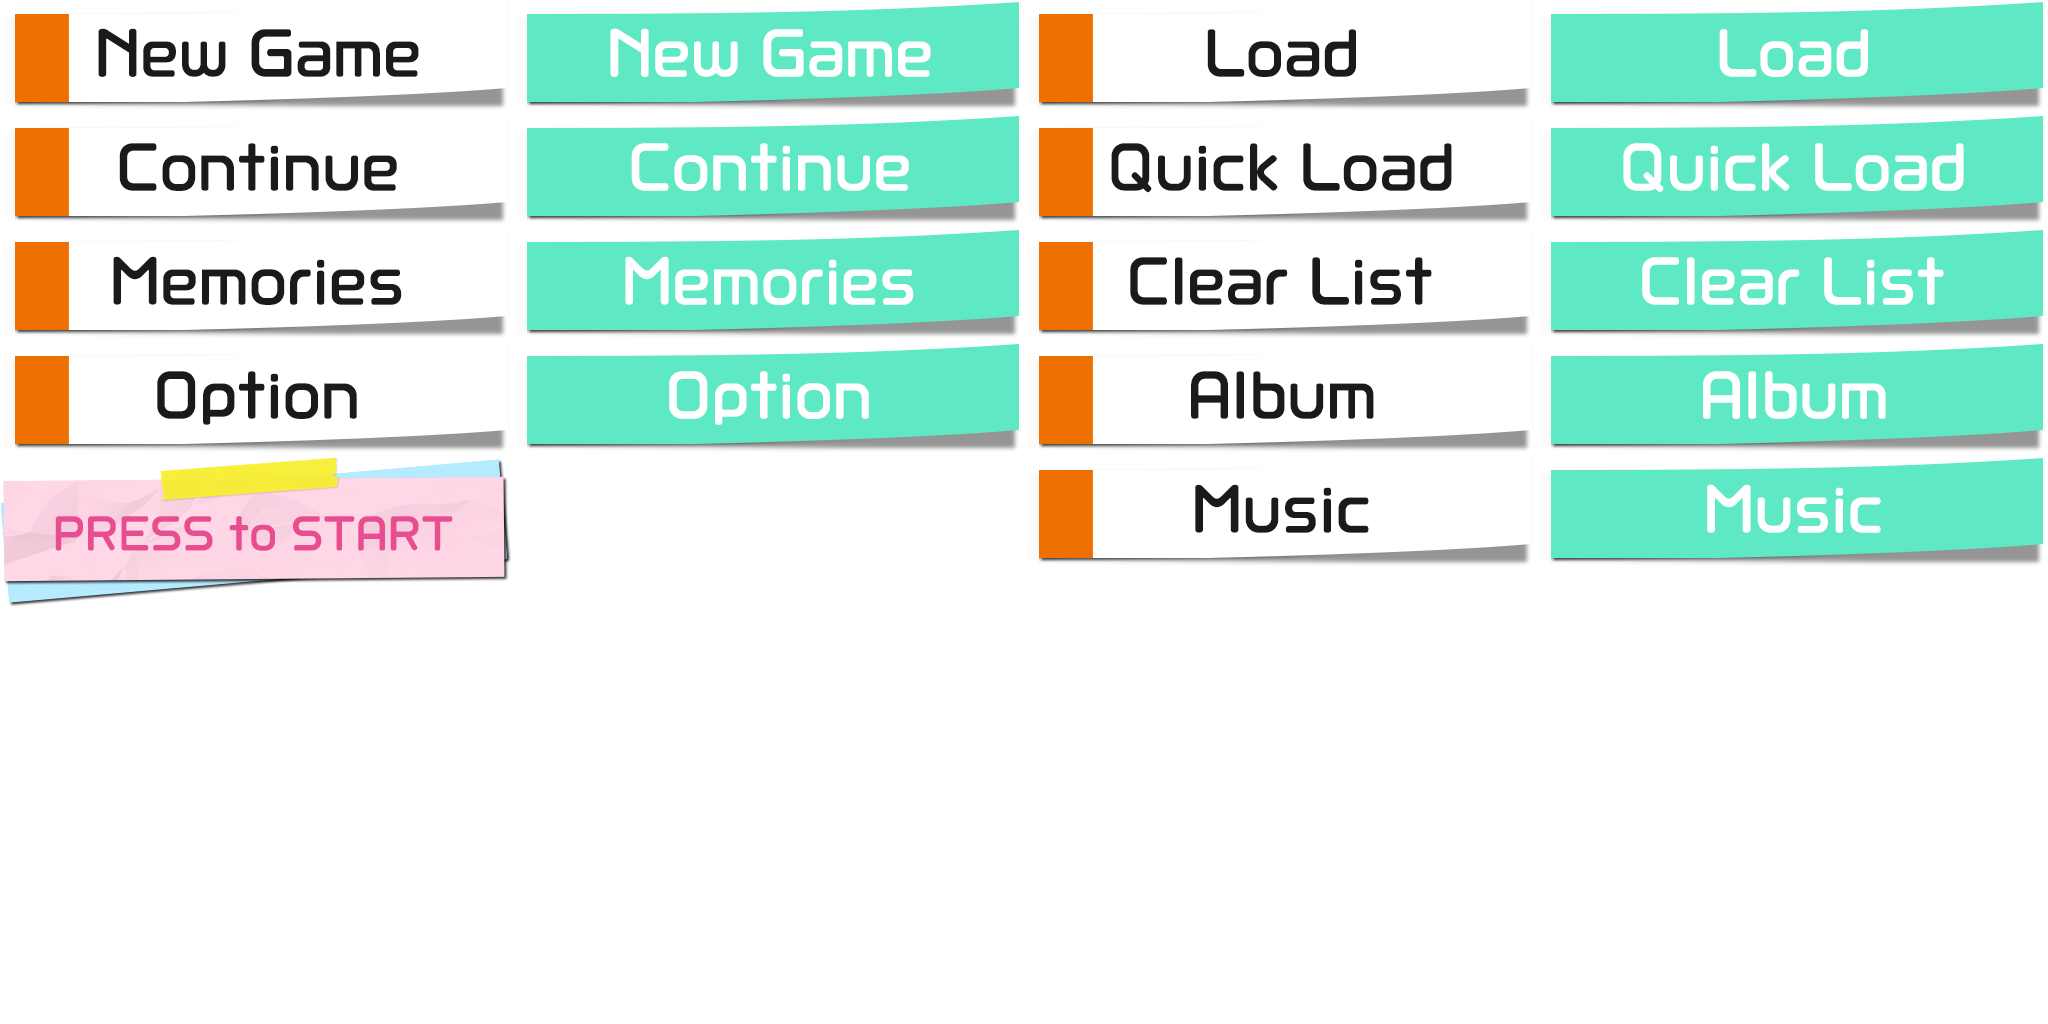 New Game
New Game
Load
Load
Continue
Continue
Quick Load
Quick Load
Memories
Memories
Clear List
Clear List
Option
Option
Album
Album
PRESS to START
Music
Music